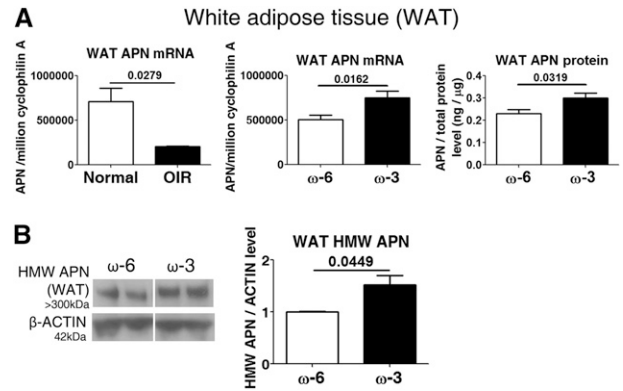 A
White adipose tissue (WAT)
WAT APN mRNA
0.0279
APN /million cyclophilin A
1000000
500000
0
Normal
OIR
WAT APN mRNA
0.0162
APN/million cyclophilin A
1000000
500000
0
ω-6
ω-3
WAT APN protein
0.0319
APN / total protein
level (ng / μg)
0.4
0.3
0.2
0.1
0.0
ω-6
ω-3
B
ω-6 ω-3
HMW APN
(WAT)
>300kDa
β-ACTIN
42kDa
WAT HMW APN
0.0449
HMW APN / ACTIN level
2
1
0
ω-6
ω-3